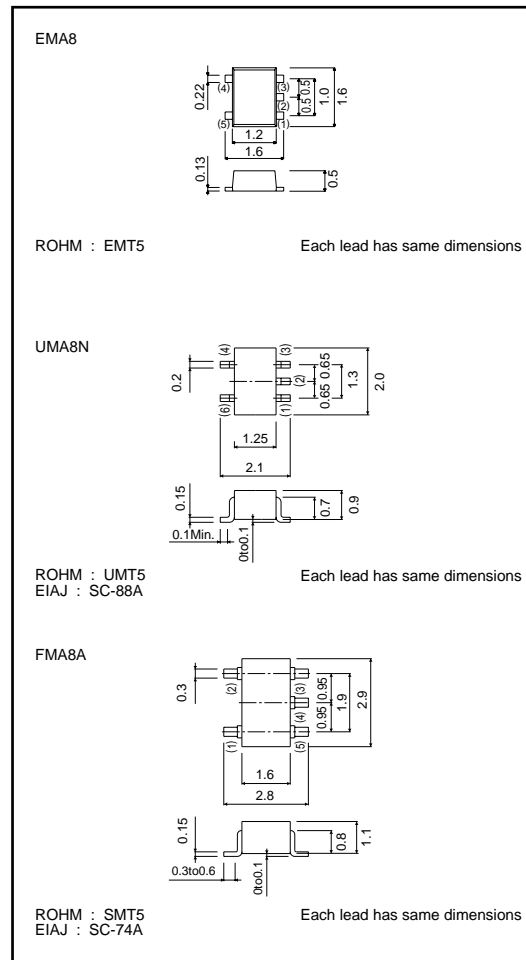 EMA8
0.22
(4)
(3)
(2)
(5)
(1)
0.5
0.5
1.0
1.6
1.2
1.6
0.13
0.5
ROHM : EMT5
Each lead has same dimensions
UMA8N
(4)
(3)
0.2
(2)
0.65
0.65
1.3
2.0
(6)
(1)
1.25
2.1
0.15
0.1Min.
0to0.1
0.7
0.9
ROHM : UMT5
Each lead has same dimensions
EIAJ : SC-88A
FMA8A
0.3
(2)
(3)
(4)
(1)
(5)
0.95
0.95
1.9
2.9
1.6
2.8
0.15
0.3to0.6
0to0.1
0.8
1.1
ROHM : SMT5
Each lead has same dimensions
EIAJ : SC-74A